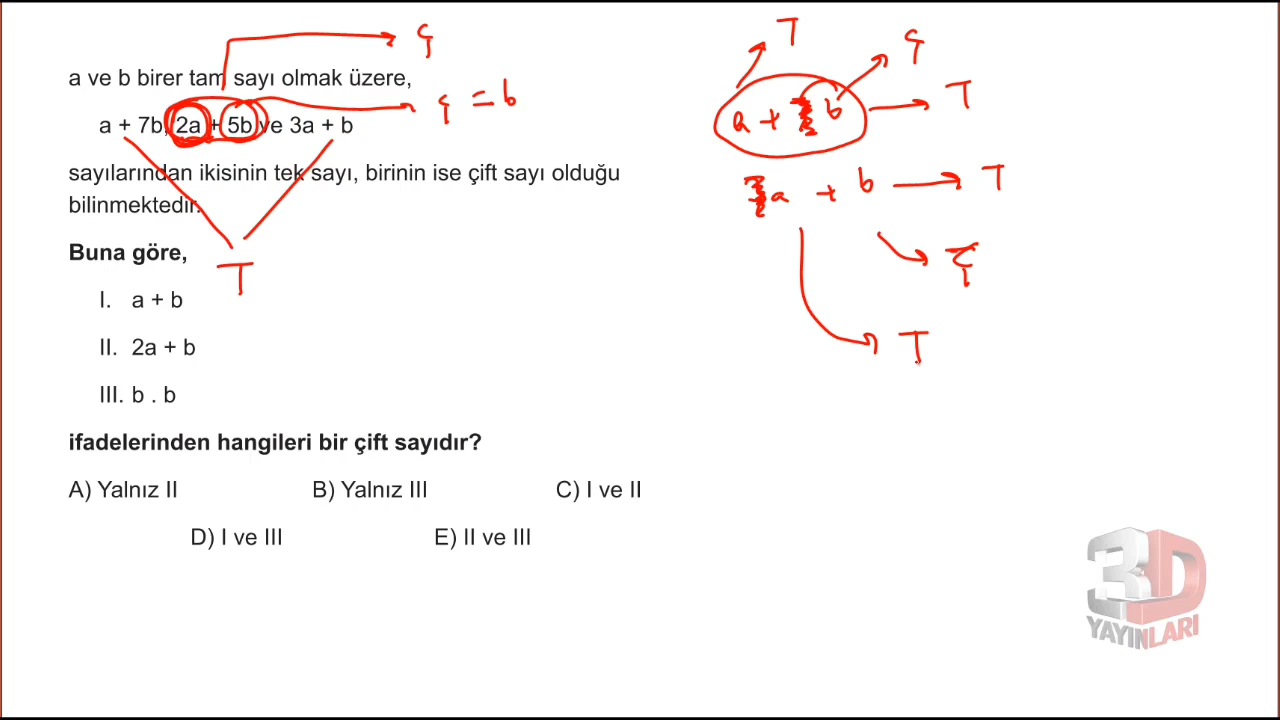 a ve b birer tam sayı olmak üzere,
a + 7b, 2a + 5b ve 3a + b
sayılarından ikisinin tek sayı, birinin ise çift sayı olduğu
bilinmektedir.
Buna göre,
I. a + b
II. 2a + b
III. b . b
ifadelerinden hangileri bir çift sayıdır?
A) Yalnız II B) Yalnız III C) I ve II
D) I ve III E) II ve III
Ç
Ç = b
T
T
Ç
a + b T
a + b T
Ç
T
3D
YAYINLARI